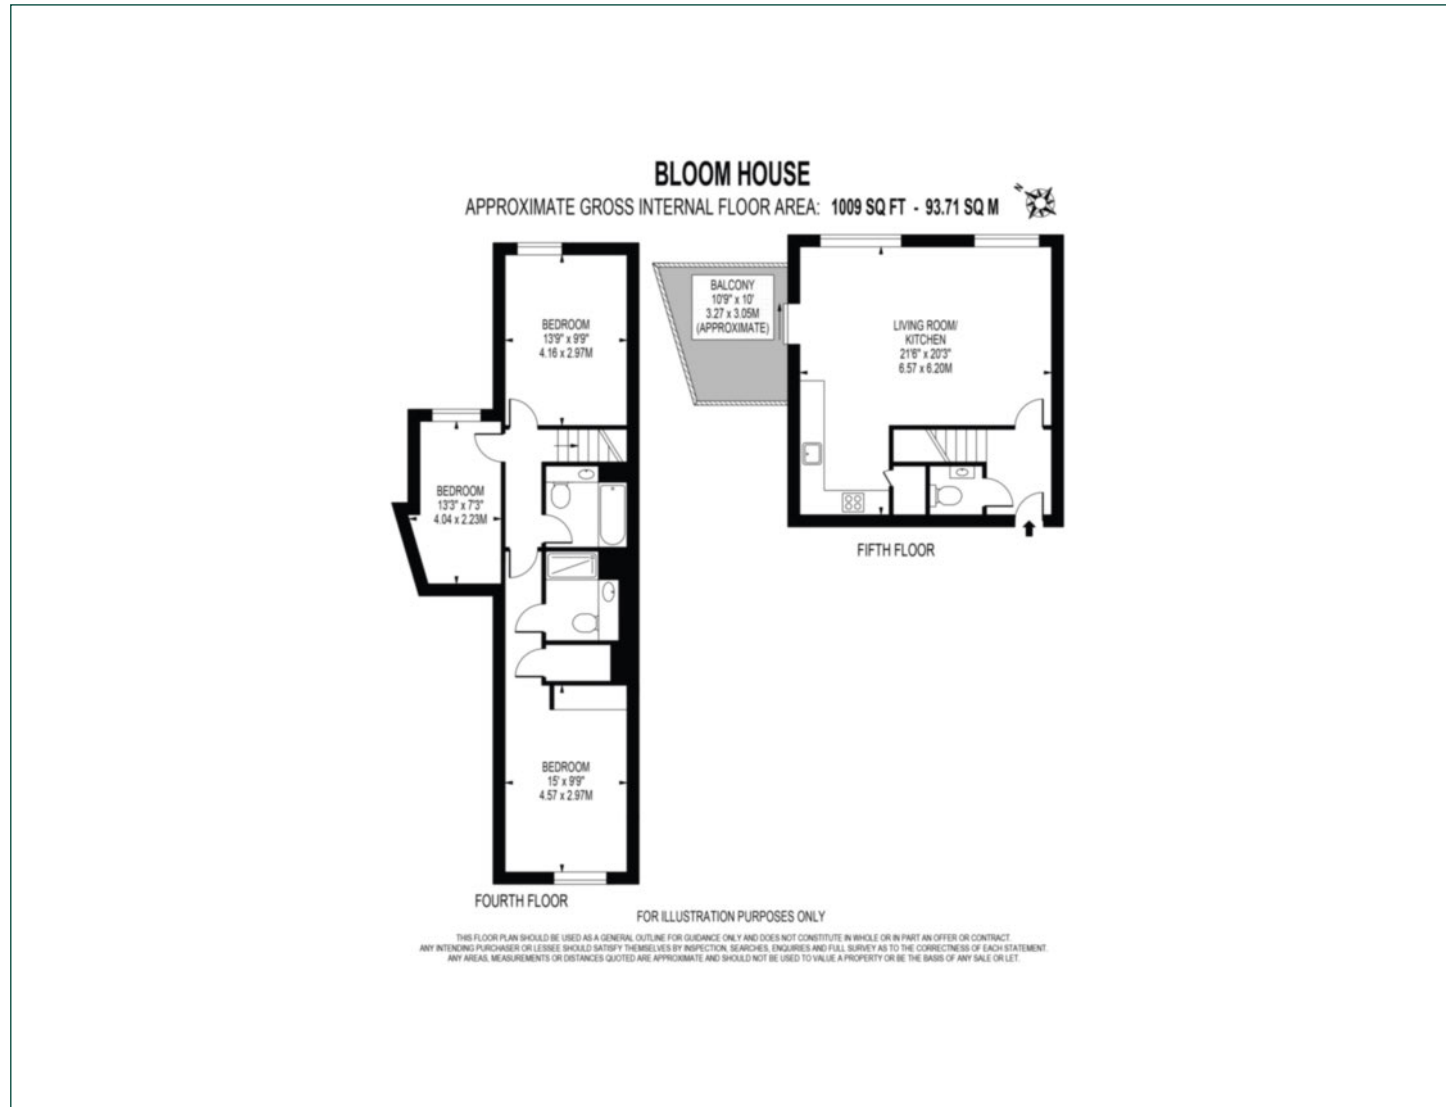 BLOOM HOUSE
APPROXIMATE GROSS INTERNAL FLOOR AREA: 1009 SQ FT - 93.71 SQ M
N
BEDROOM
13'9" x 9'9"
4.16 x 2.97M
BEDROOM
13'3" x 7'3"
4.04 x 2.23M
BEDROOM
15' x 9'9"
4.57 x 2.97M
FOURTH FLOOR
BALCONY
10'9" x 10'
3.27 x 3.05M
(APPROXIMATE)
LIVING ROOM/
KITCHEN
21'6" x 20'3"
6.57 x 6.20M
FIFTH FLOOR
FOR ILLUSTRATION PURPOSES ONLY
THIS FLOOR PLAN SHOULD BE USED AS A GENERAL OUTLINE FOR GUIDANCE ONLY AND DOES NOT CONSTITUTE IN WHOLE OR IN PART AN OFFER OR CONTRACT.
ANY INTENDING PURCHASER OR LESSEE SHOULD SATISFY THEMSELVES BY INSPECTION, SEARCHES, ENQUIRIES AND FULL SURVEY AS TO THE CORRECTNESS OF EACH STATEMENT.
ANY AREAS, MEASUREMENTS OR DISTANCES QUOTED ARE APPROXIMATE AND SHOULD NOT BE USED TO VALUE A PROPERTY OR BE THE BASIS OF ANY SALE OR LET.